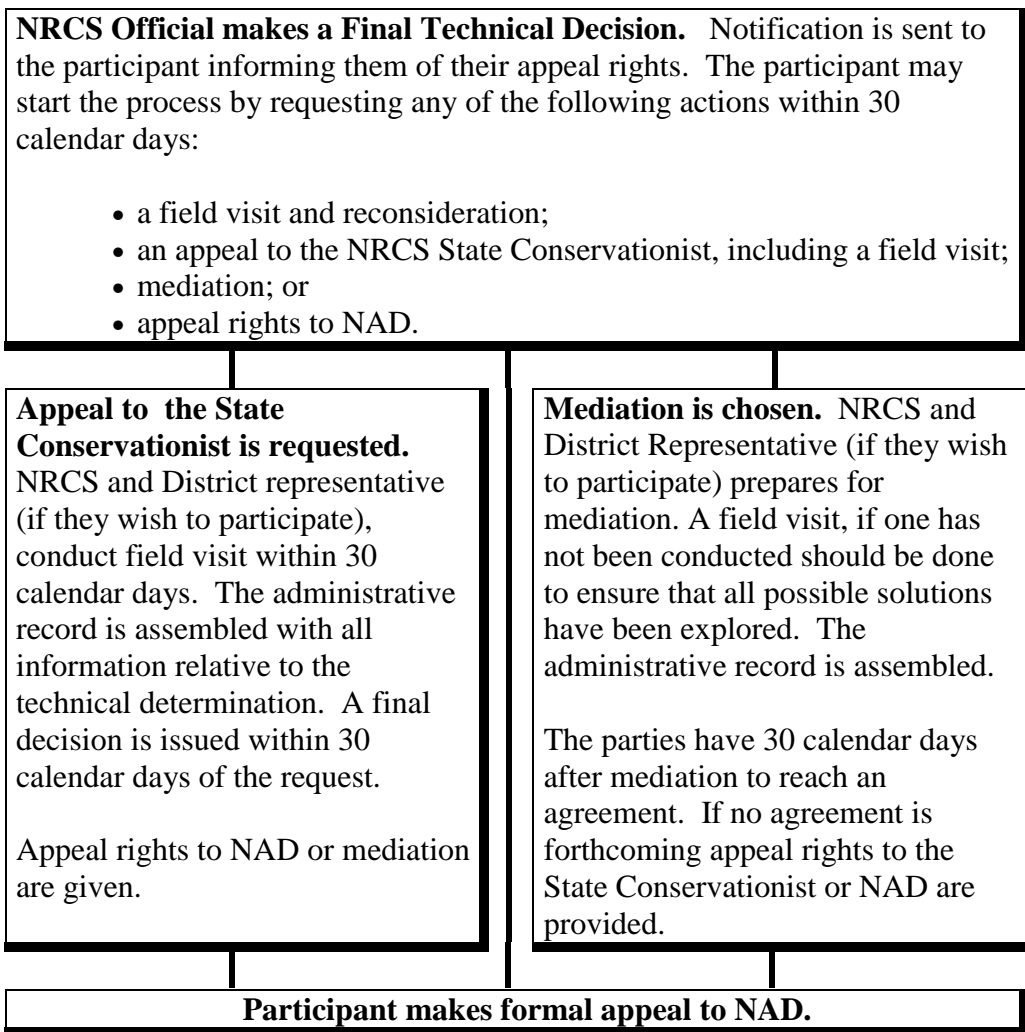 NRCS Official makes a Final Technical Decision. Notification is sent to
the participant informing them of their appeal rights. The participant may
start the process by requesting any of the following actions within 30
calendar days:
• a field visit and reconsideration;
• an appeal to the NRCS State Conservationist, including a field visit;
• mediation; or
• appeal rights to NAD.
Appeal to the State
Conservationist is requested.
NRCS and District representative
(if they wish to participate),
conduct field visit within 30
calendar days. The administrative
record is assembled with all
information relative to the
technical determination. A final
decision is issued within 30
calendar days of the request.
Appeal rights to NAD or mediation
are given.
Mediation is chosen. NRCS and
District Representative (if they wish
to participate) prepares for
mediation. A field visit, if one has
not been conducted should be done
to ensure that all possible solutions
have been explored. The
administrative record is assembled.
The parties have 30 calendar days
after mediation to reach an
agreement. If no agreement is
forthcoming appeal rights to the
State Conservationist or NAD are
provided.
Participant makes formal appeal to NAD.